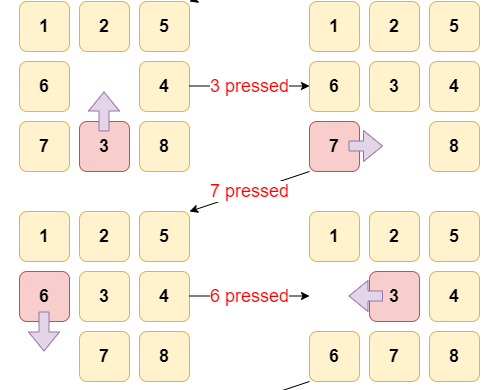 1 2 5 1 2 5
6 4 3 pressed 6 3 4
7 3 8 7 8
7 pressed
1 2 5 1 2 5
6 3 4 6 pressed 3 4
7 8 6 7 8